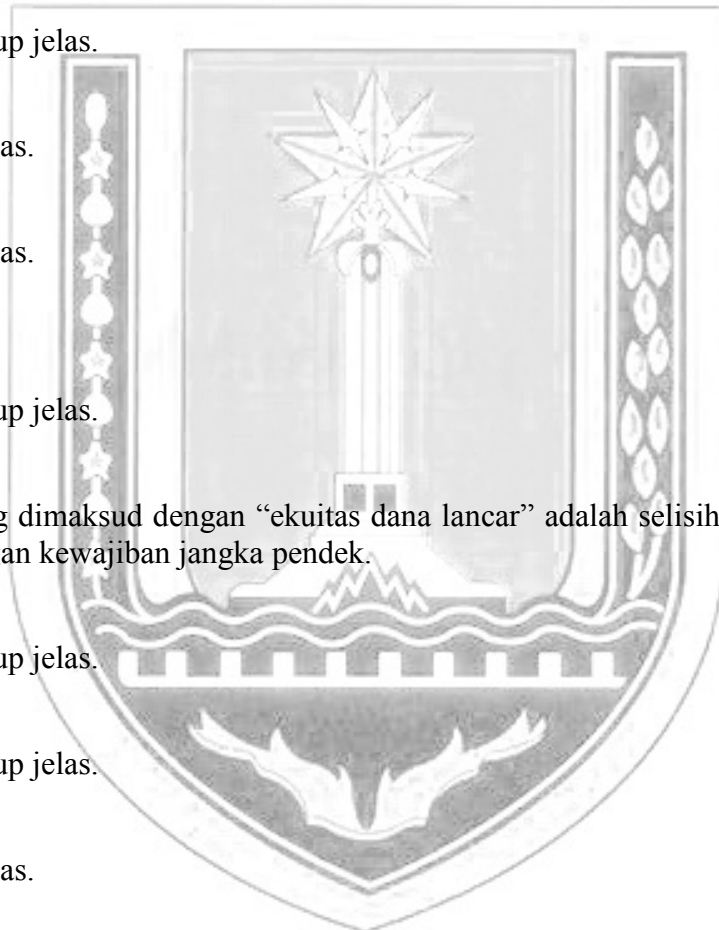 up jelas.
as.
as.
up jelas.
g dimaksud dengan “ekuitas dana lancar” adalah selisih
an kewajiban jangka pendek.
up jelas.
up jelas.
as.